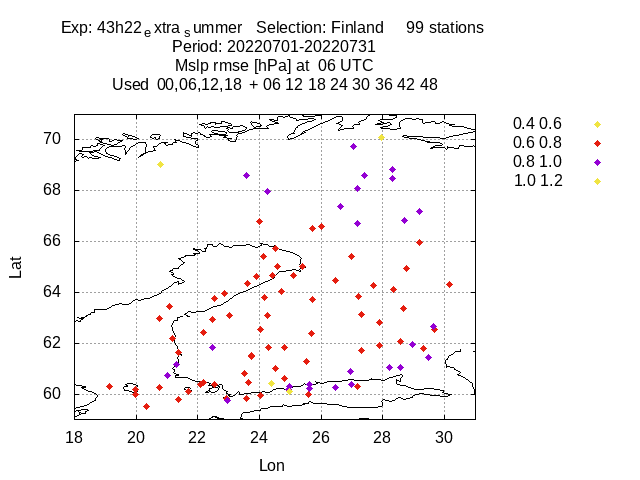 Exp: 43h22e xtras ummer Selection: Finland 99 stations
Period: 20220701-20220731
Mslp rmse [hPa] at 06 UTC
Used 00,06,12,18 + 06 12 18 24 30 36 42 48
0.4 0.6
0.6 0.8
0.8 1.0
1.0 1.2
70
68
66
64
62
60
Lat
18 20 22 24 26 28 30
Lon